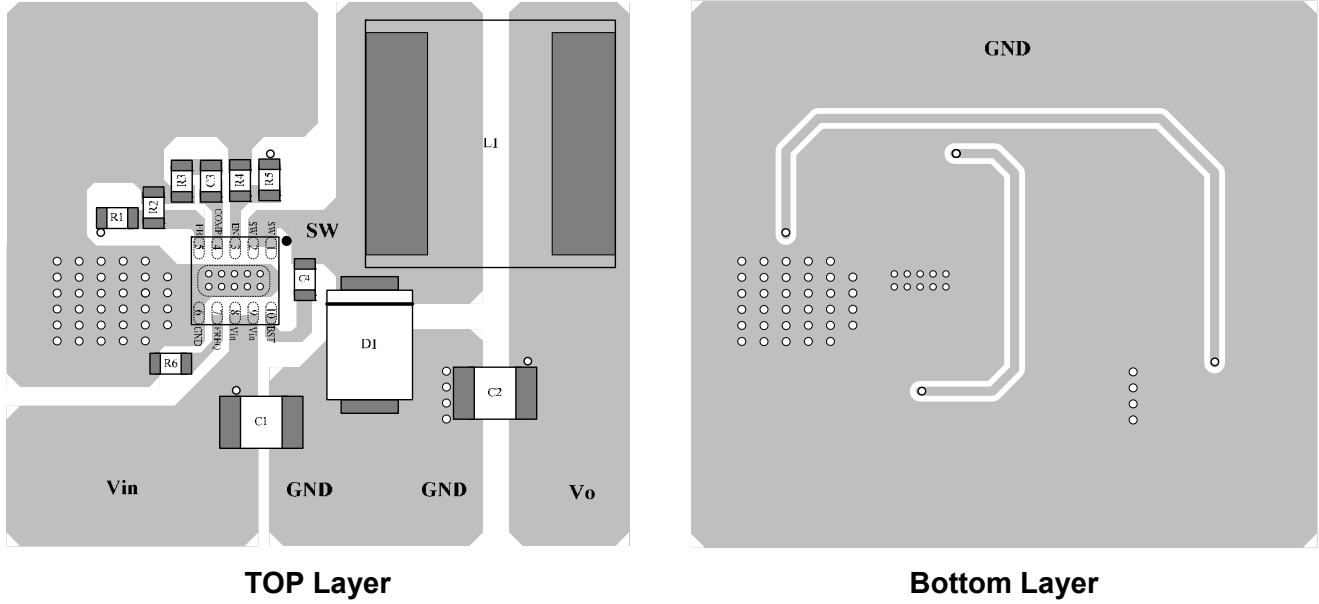 GND
L1
R3
C3
R4
R5
R2
R1
SW
FB
COMP
EN
SW
SW
5
4
3
2
1
C4
6
7
8
9
10
GND
FREQ
Vin
Vin
BST
D1
R6
C2
C1
Vin
GND
GND
Vo
TOP Layer
Bottom Layer